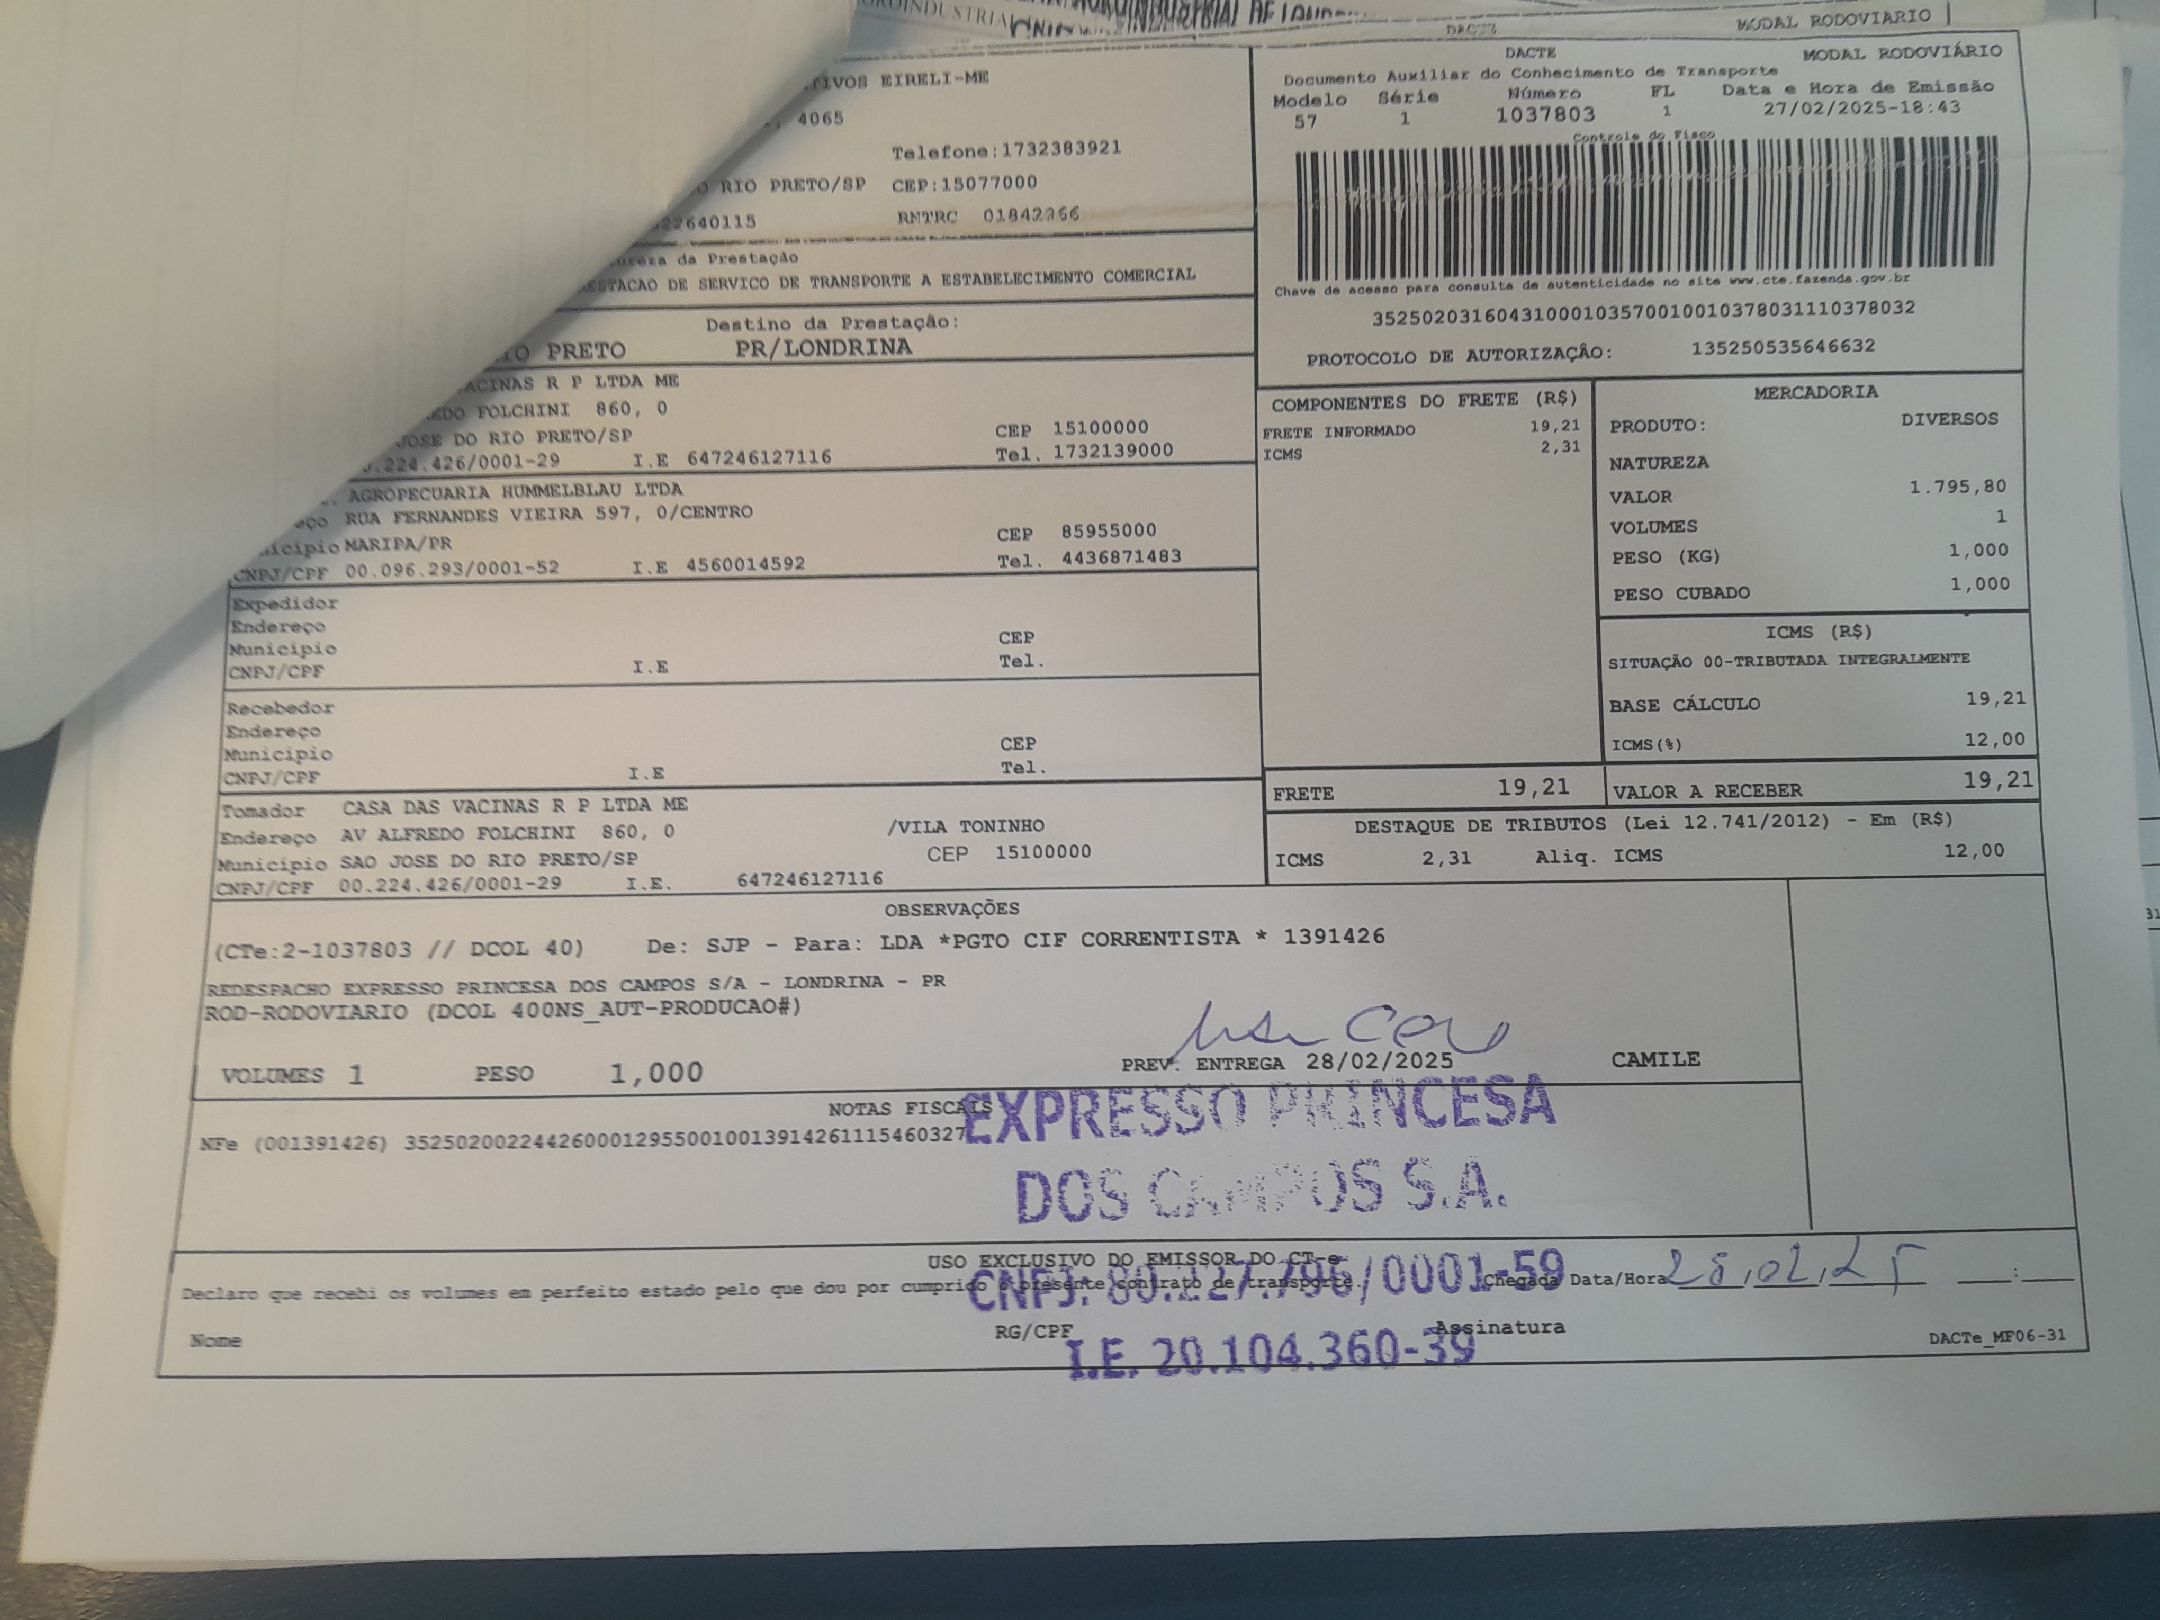 MODAL RODOVIARIO
DACTE
DACTE
MODAL RODOVIÁRIO
Documento Auxiliar do Conhecimento de Transporte
Modelo Série Número FL Data e Hora de Emissão
57 1 1037803 1 27/02/2025-18:43
Controle do Fisco
EIRELI-ME
4065
Telefone:1732383921
RIO PRETO/SP CEP:15077000
22640115 RNTRC 01842266
da Prestação
DE SERVICO DE TRANSPORTE A ESTABELECIMENTO COMERCIAL
Chave de acesso para consulta de autenticidade no site www.cte.fazenda.gov.br
35250203160431000103570010010378031110378032
PROTOCOLO DE AUTORIZAÇÃO: 135250535646632
Destino da Prestação:
PRETO PR/LONDRINA
VACINAS R P LTDA ME
FOLCHINI 860, 0
JOSE DO RIO PRETO/SP CEP 15100000
.224.426/0001-29 I.E 647246127116 Tel. 1732139000
AGROPECUARIA HUMMELBLAU LTDA
RUA FERNANDES VIEIRA 597, 0/CENTRO
CEP 85955000
MARIPA/PR
CNPJ/CPF 00.096.293/0001-52 I.E 4560014592 Tel. 4436871483
Expedidor
Endereço
Município CEP
CNPJ/CPF I.E Tel.
Recebedor
Endereço
Município CEP
CNPJ/CPF I.E Tel.
Tomador CASA DAS VACINAS R P LTDA ME
Endereço AV ALFREDO FOLCHINI 860, 0 /VILA TONINHO
Município SAO JOSE DO RIO PRETO/SP CEP 15100000
CNPJ/CPF 00.224.426/0001-29 I.E. 647246127116
COMPONENTES DO FRETE (R$)
FRETE INFORMADO 19,21
ICMS 2,31
MERCADORIA
PRODUTO: DIVERSOS
NATUREZA
VALOR 1.795,80
VOLUMES 1
PESO (KG) 1,000
PESO CUBADO 1,000
ICMS (R$)
SITUAÇÃO 00-TRIBUTADA INTEGRALMENTE
BASE CÁLCULO 19,21
ICMS(%) 12,00
FRETE 19,21 VALOR A RECEBER 19,21
DESTAQUE DE TRIBUTOS (Lei 12.741/2012) - Em (R$)
ICMS 2,31 Aliq. ICMS 12,00
OBSERVAÇÕES
(CTe:2-1037803 // DCOL 40) De: SJP - Para: LDA *PGTO CIF CORRENTISTA * 1391426
REDESPACHO EXPRESSO PRINCESA DOS CAMPOS S/A - LONDRINA - PR
ROD-RODOVIARIO (DCOL 400NS_AUT-PRODUCAO#)
VOLUMES 1 PESO 1,000 PREV. ENTREGA 28/02/2025 CAMILE
NOTAS FISCAIS
NFe (001391426) 35250200224426000129550010013914261115460327
EXPRESSO PRINCESA
DOS CAMPOS S.A.
CNPJ: 80.227.796/0001-59
I.E. 20.104.360-39
USO EXCLUSIVO DO EMISSOR DO CT-e
Declaro que recebi os volumes em perfeito estado pelo que dou por cumprido o presente contrato de transporte. Chegada Data/Hora 28,02,25 :
Nome RG/CPF Assinatura DACTe_MF06-31